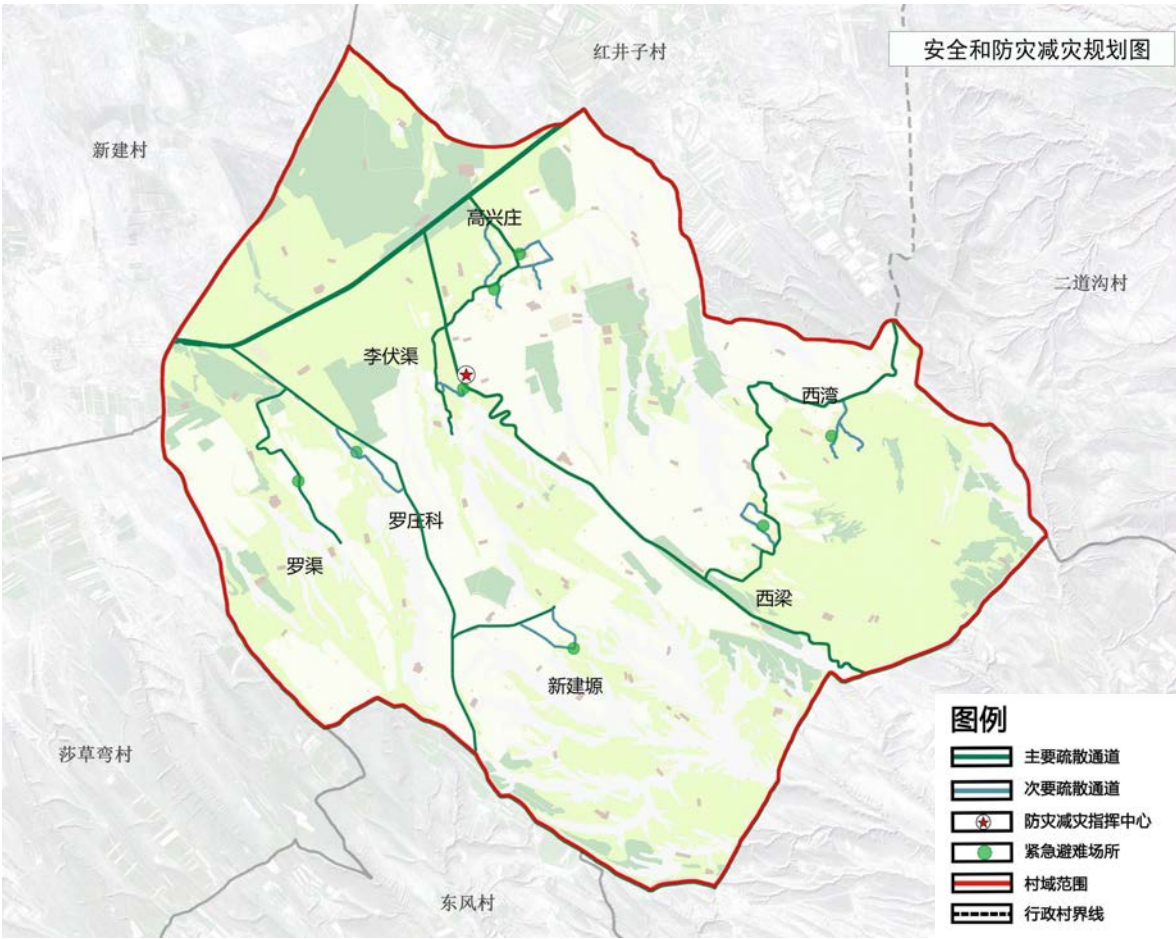 安全和防灾减灾规划图
红井子村
新建村
高兴庄
二道沟村
李伏渠
西湾
罗庄科
罗渠
西梁
新建塬
莎草弯村
东风村
图例
主要疏散通道
次要疏散通道
防灾减灾指挥中心
紧急避难场所
村域范围
行政村界线